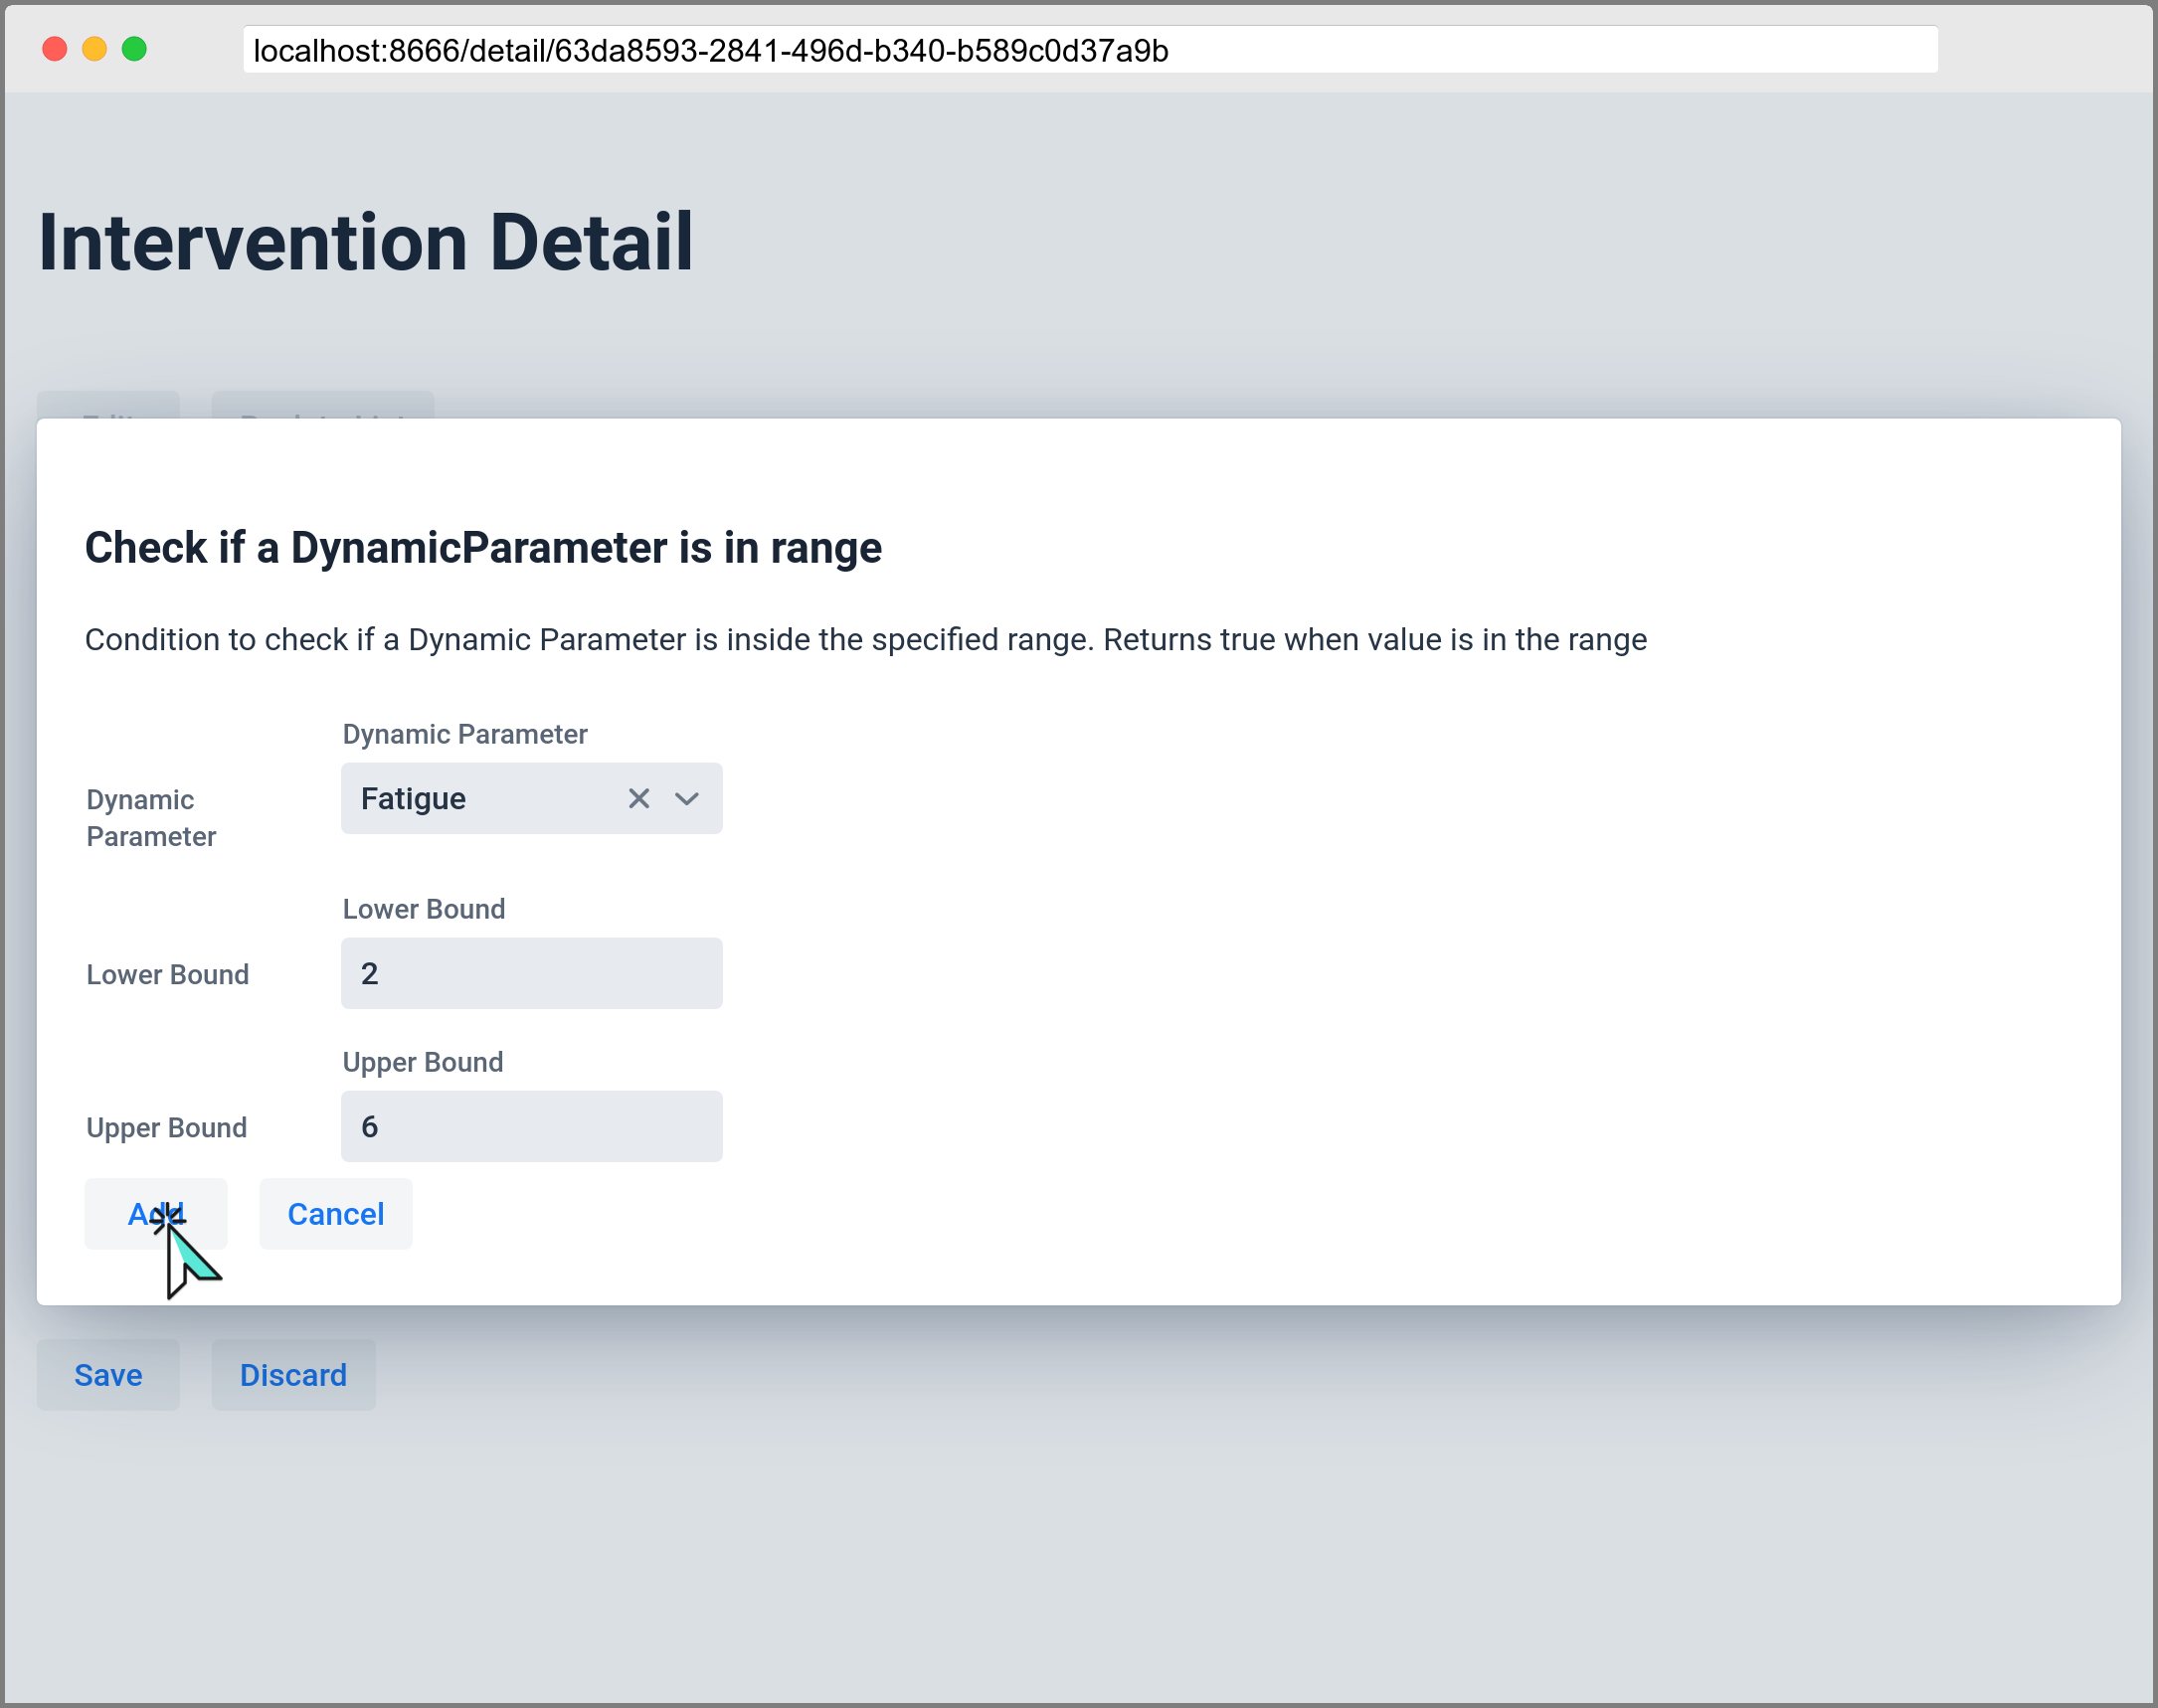 localhost:8666/detail/63da8593-2841-496d-b340-b589c0d37a9b
Intervention Detail
Check if a DynamicParameter is in range
Condition to check if a Dynamic Parameter is inside the specified range. Returns true when value is in the range
Dynamic Parameter
Dynamic
Parameter
Fatigue
Lower Bound
Lower Bound
2
Upper Bound
Upper Bound
6
Add
Cancel
Save
Discard